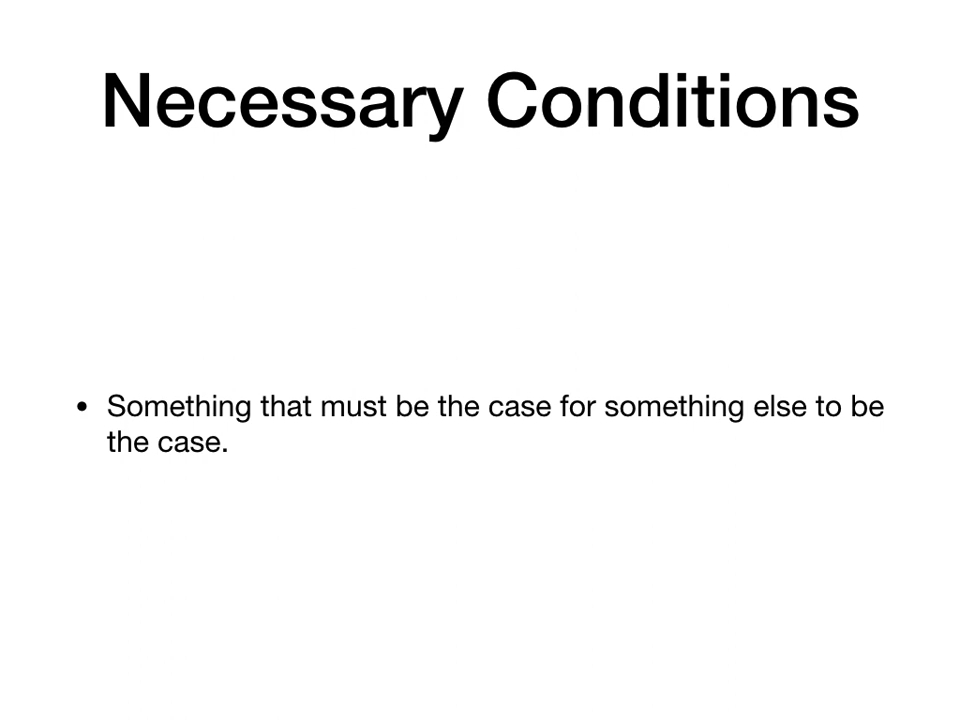 Necessary Conditions
• Something that must be the case for something else to be
the case.